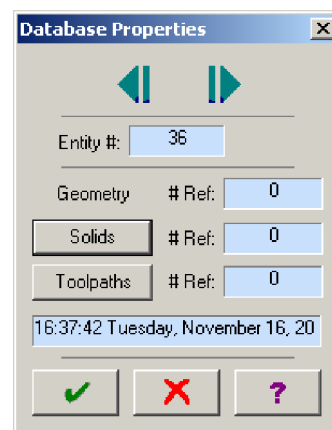 Database Properties
Entity #: 36
Geometry # Ref: 0
Solids # Ref: 0
Toolpaths # Ref: 0
16:37:42 Tuesday, November 16, 20
?